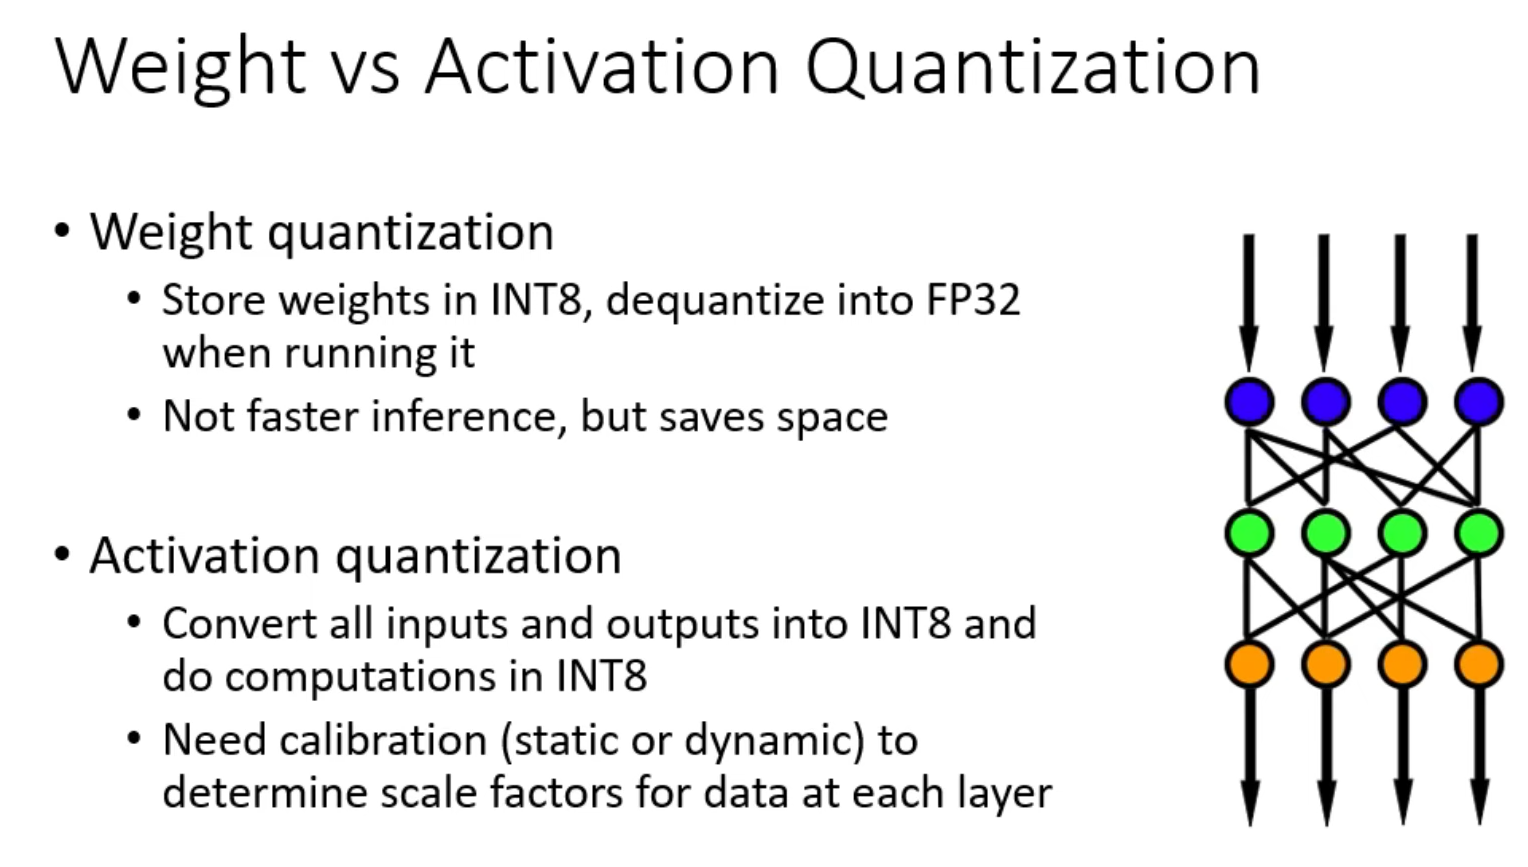 Weight vs Activation Quantization
• Weight quantization
• Store weights in INT8, dequantize into FP32
when running it
• Not faster inference, but saves space
• Activation quantization
• Convert all inputs and outputs into INT8 and
do computations in INT8
• Need calibration (static or dynamic) to
determine scale factors for data at each layer